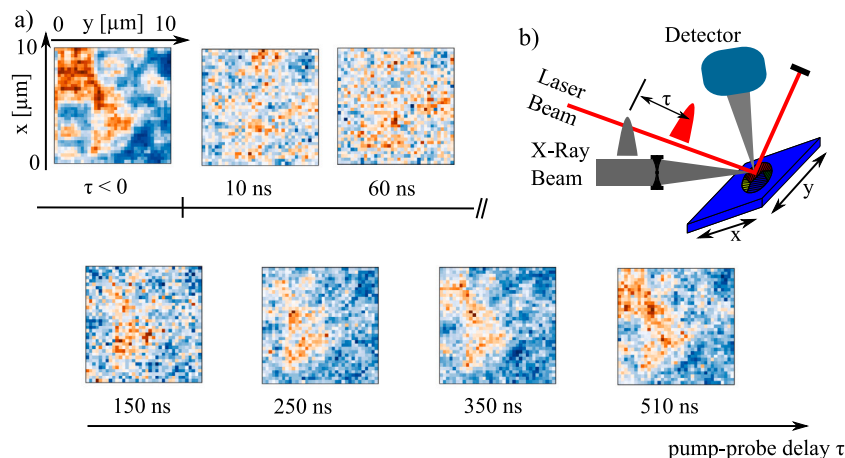 a)
0 y [µm] 10
10
x [µm]
0
τ < 0
10 ns
60 ns
b)
Detector
Laser
Beam
τ
X-Ray
Beam
x
y
150 ns
250 ns
350 ns
510 ns
pump-probe delay τ